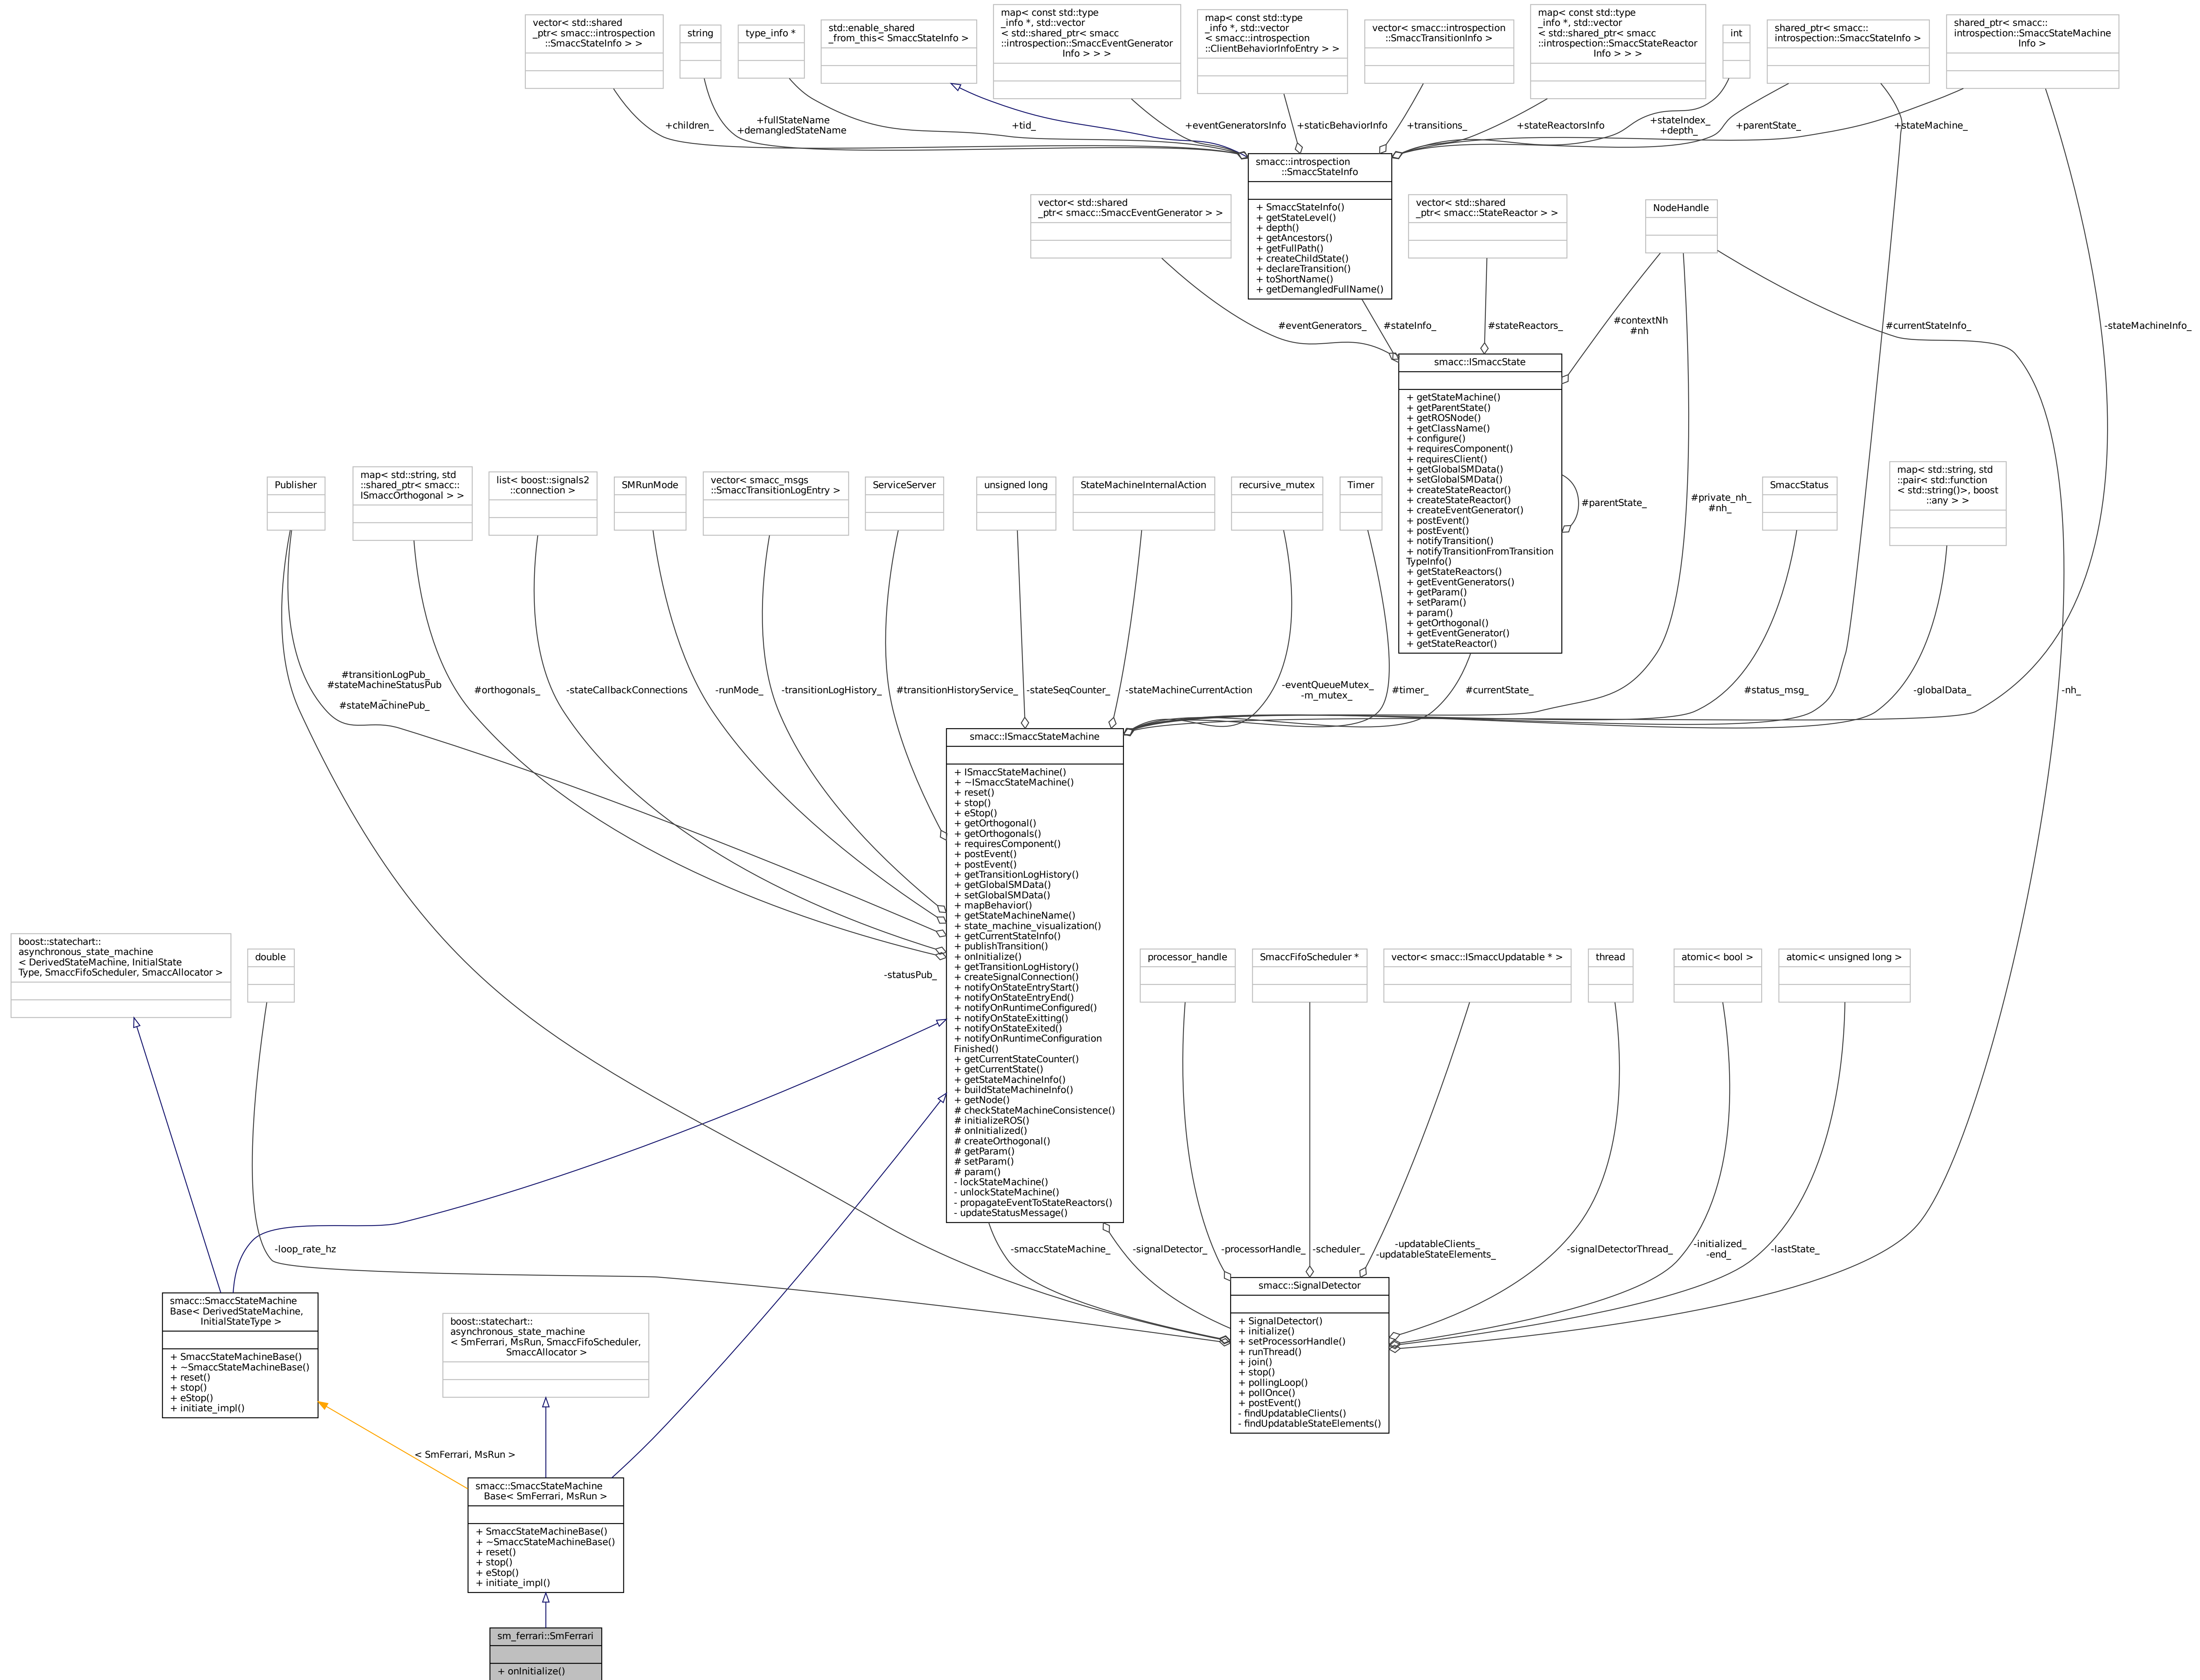 vector< std::shared
_ptr< smacc::introspection
::SmaccStateInfo > >
string
type_info *
std::enable_shared
_from_this< SmaccStateInfo >
map< const std::type
_info *, std::vector
< std::shared_ptr< smacc
::introspection::SmaccEventGenerator
Info > > >
map< const std::type
_info *, std::vector
< smacc::introspection
::ClientBehaviorInfoEntry > >
vector< smacc::introspection
::SmaccTransitionInfo >
map< const std::type
_info *, std::vector
< std::shared_ptr< smacc
::introspection::SmaccStateReactor
Info > > >
int
shared_ptr< smacc::
introspection::SmaccStateInfo >
shared_ptr< smacc::
introspection::SmaccStateMachine
Info >
+children_
+fullStateName
+demangledStateName
+tid_
+eventGeneratorsInfo
+staticBehaviorInfo
+transitions_
+stateReactorsInfo
+stateIndex_
+depth_
+parentState_
+stateMachine_
smacc::introspection
::SmaccStateInfo
+ SmaccStateInfo()
+ getStateLevel()
+ depth()
+ getAncestors()
+ getFullPath()
+ createChildState()
+ declareTransition()
+ toShortName()
+ getDemangledFullName()
vector< std::shared
_ptr< smacc::SmaccEventGenerator > >
vector< std::shared
_ptr< smacc::StateReactor > >
NodeHandle
#eventGenerators_
#stateInfo_
#stateReactors_
#contextNh
#nh
#currentStateInfo_
-stateMachineInfo_
smacc::ISmaccState
+ getStateMachine()
+ getParentState()
+ getROSNode()
+ getClassName()
+ configure()
+ requiresComponent()
+ requiresClient()
+ getGlobalSMData()
+ setGlobalSMData()
+ createStateReactor()
+ createStateReactor()
+ createEventGenerator()
+ postEvent()
+ postEvent()
+ notifyTransition()
+ notifyTransitionFromTransition
TypeInfo()
+ getStateReactors()
+ getEventGenerators()
+ getParam()
+ setParam()
+ param()
+ getOrthogonal()
+ getEventGenerator()
+ getStateReactor()
#parentState_
#private_nh_
#nh_
Publisher
map< std::string, std
::shared_ptr< smacc::
ISmaccOrthogonal > >
list< boost::signals2
::connection >
SMRunMode
vector< smacc_msgs
::SmaccTransitionLogEntry >
ServiceServer
unsigned long
StateMachineInternalAction
recursive_mutex
Timer
SmaccStatus
map< std::string, std
::pair< std::function
< std::string()>, boost
::any > >
#transitionLogPub_
#stateMachineStatusPub
_
#stateMachinePub_
#orthogonals_
-stateCallbackConnections
-runMode_
-transitionLogHistory_
#transitionHistoryService_
-stateSeqCounter_
-stateMachineCurrentAction
-eventQueueMutex_
-m_mutex_
#timer_
#currentState_
#status_msg_
-globalData_
-nh_
smacc::ISmaccStateMachine
+ ISmaccStateMachine()
+ ~ISmaccStateMachine()
+ reset()
+ stop()
+ eStop()
+ getOrthogonal()
+ getOrthogonals()
+ requiresComponent()
+ postEvent()
+ postEvent()
+ getTransitionLogHistory()
+ getGlobalSMData()
+ setGlobalSMData()
+ mapBehavior()
+ getStateMachineName()
+ state_machine_visualization()
+ getCurrentStateInfo()
+ publishTransition()
+ onInitialize()
+ getTransitionLogHistory()
+ createSignalConnection()
+ notifyOnStateEntryStart()
+ notifyOnStateEntryEnd()
+ notifyOnRuntimeConfigured()
+ notifyOnStateExitting()
+ notifyOnStateExited()
+ notifyOnRuntimeConfiguration
Finished()
+ getCurrentStateCounter()
+ getCurrentState()
+ getStateMachineInfo()
+ buildStateMachineInfo()
+ getNode()
# checkStateMachineConsistence()
# initializeROS()
# onInitialized()
# createOrthogonal()
# getParam()
# setParam()
# param()
- lockStateMachine()
- unlockStateMachine()
- propagateEventToStateReactors()
- updateStatusMessage()
boost::statechart::
asynchronous_state_machine
< DerivedStateMachine, InitialState
Type, SmaccFifoScheduler, SmaccAllocator >
double
-statusPub_
processor_handle
SmaccFifoScheduler *
vector< smacc::ISmaccUpdatable * >
thread
atomic< bool >
atomic< unsigned long >
-loop_rate_hz
-smaccStateMachine_
-signalDetector_
-processorHandle_
-scheduler_
-updatableClients_
-updatableStateElements_
-signalDetectorThread_
-initialized_
-end_
-lastState_
smacc::SmaccStateMachine
Base< DerivedStateMachine,
InitialStateType >
+ SmaccStateMachineBase()
+ ~SmaccStateMachineBase()
+ reset()
+ stop()
+ eStop()
+ initiate_impl()
boost::statechart::
asynchronous_state_machine
< SmFerrari, MsRun, SmaccFifoScheduler,
SmaccAllocator >
smacc::SignalDetector
+ SignalDetector()
+ initialize()
+ setProcessorHandle()
+ runThread()
+ join()
+ stop()
+ pollingLoop()
+ pollOnce()
+ postEvent()
- findUpdatableClients()
- findUpdatableStateElements()
< SmFerrari, MsRun >
smacc::SmaccStateMachine
Base< SmFerrari, MsRun >
+ SmaccStateMachineBase()
+ ~SmaccStateMachineBase()
+ reset()
+ stop()
+ eStop()
+ initiate_impl()
sm_ferrari::SmFerrari
+ onInitialize()